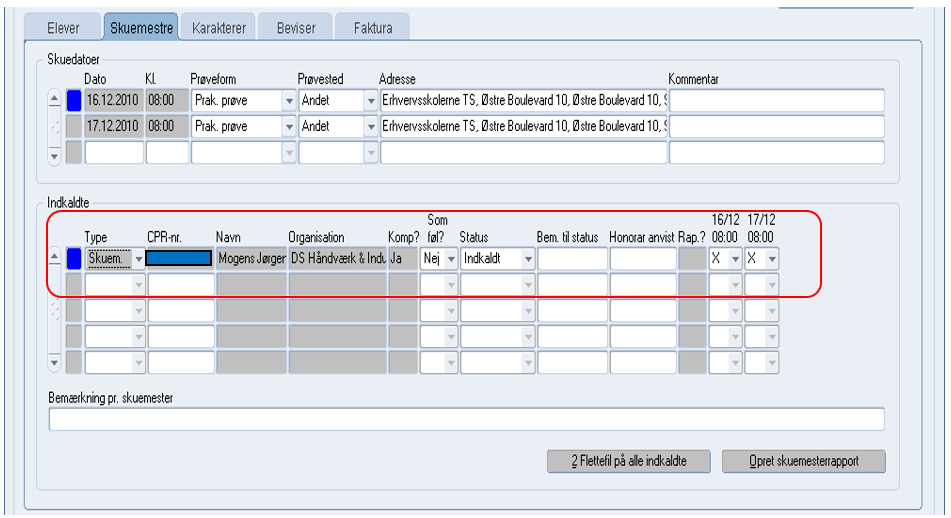 Elever Skuemestre Karakterer Beviser Faktura
Skuedatoer
Dato Kl. Prøveform Prøvested Adresse Kommentar
16.12.2010 08:00 Prak. prøve Andet Erhvervsskolerne TS, Østre Boulevard 10, Østre Boulevard 10, S
17.12.2010 08:00 Prak. prøve Andet Erhvervsskolerne TS, Østre Boulevard 10, Østre Boulevard 10, S
Indkaldte
Som 16/12 17/12
Type CPR-nr. Navn Organisation Komp? føl? Status Bem. til status Honorar anvist Rap.? 08:00 08:00
Skuem. Mogens Jørger DS Håndværk & Indu Ja Nej Indkaldt X X
Bemærkning pr. skuemester
2 Flettefil på alle indkaldte Opret skuemesterrapport